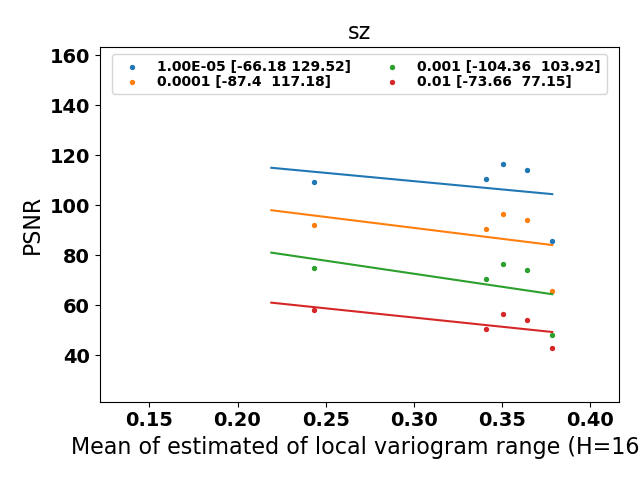 sz
1.00E-05 [-66.18 129.52]
0.0001 [-87.4  117.18]
0.001 [-104.36  103.92]
0.01 [-73.66  77.15]
PSNR
160
140
120
100
80
60
40
0.15 0.20 0.25 0.30 0.35 0.40
Mean of estimated of local variogram range (H=16